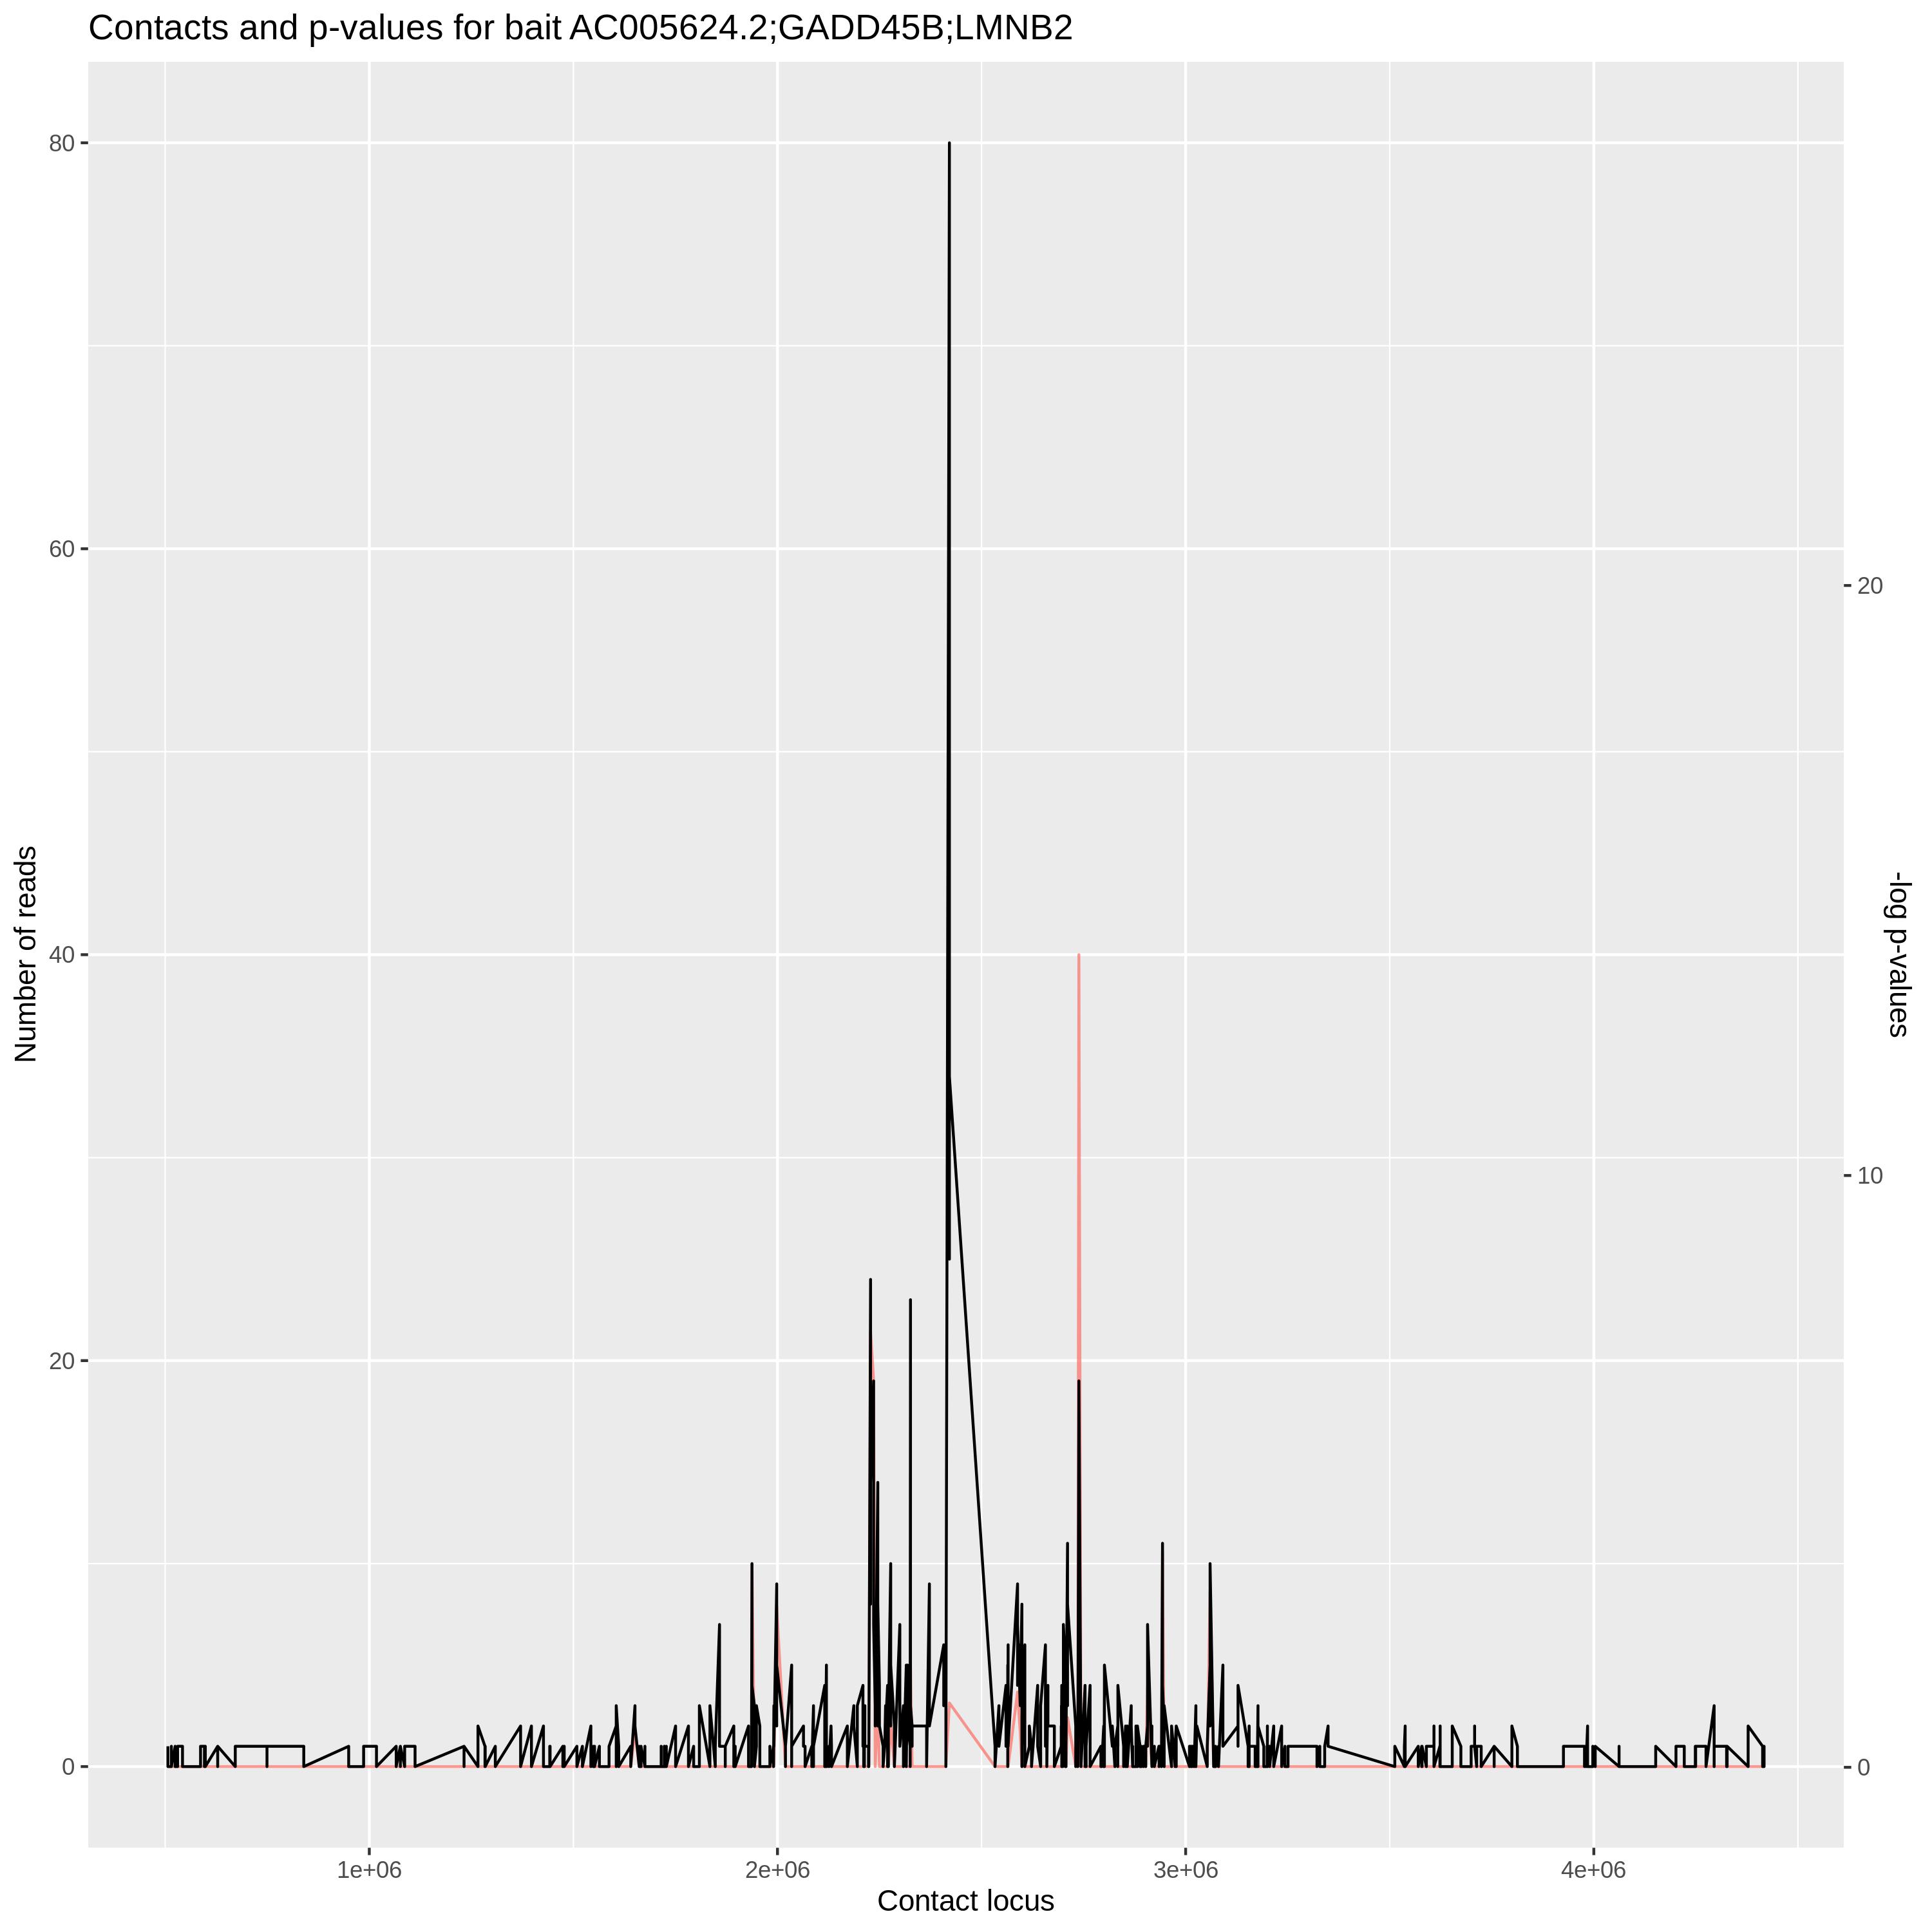 Contacts and p-values for bait AC005624.2;GADD45B;LMNB2
80
60
40
20
0
Number of reads
20
10
0
-log p-values
1e+06
2e+06
3e+06
4e+06
Contact locus